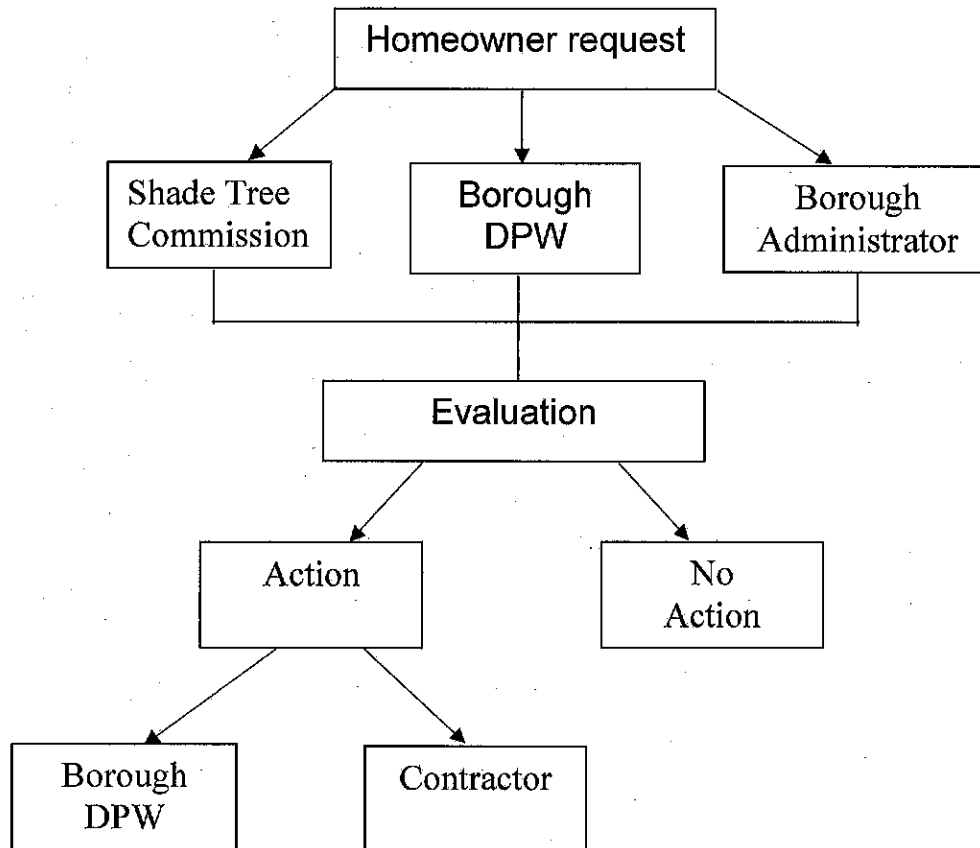 Homeowner request
Shade Tree
Commission
Borough
DPW
Borough
Administrator
Evaluation
Action
No
Action
Borough
DPW
Contractor